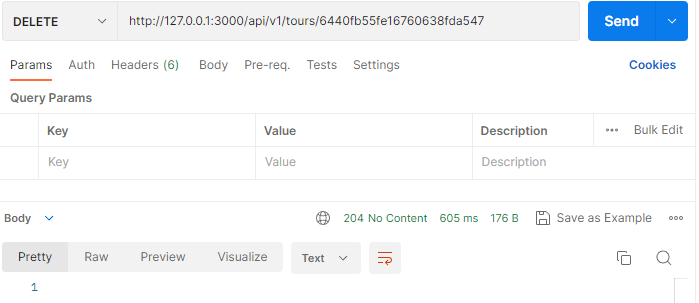 DELETE http://127.0.0.1:3000/api/v1/tours/6440fb55fe16760638fda547 Send
Params Auth Headers (6) Body Pre-req. Tests Settings Cookies
Query Params
Key Value Description Bulk Edit
Key Value Description
Body 204 No Content 605 ms 176 B Save as Example
Pretty Raw Preview Visualize Text
1